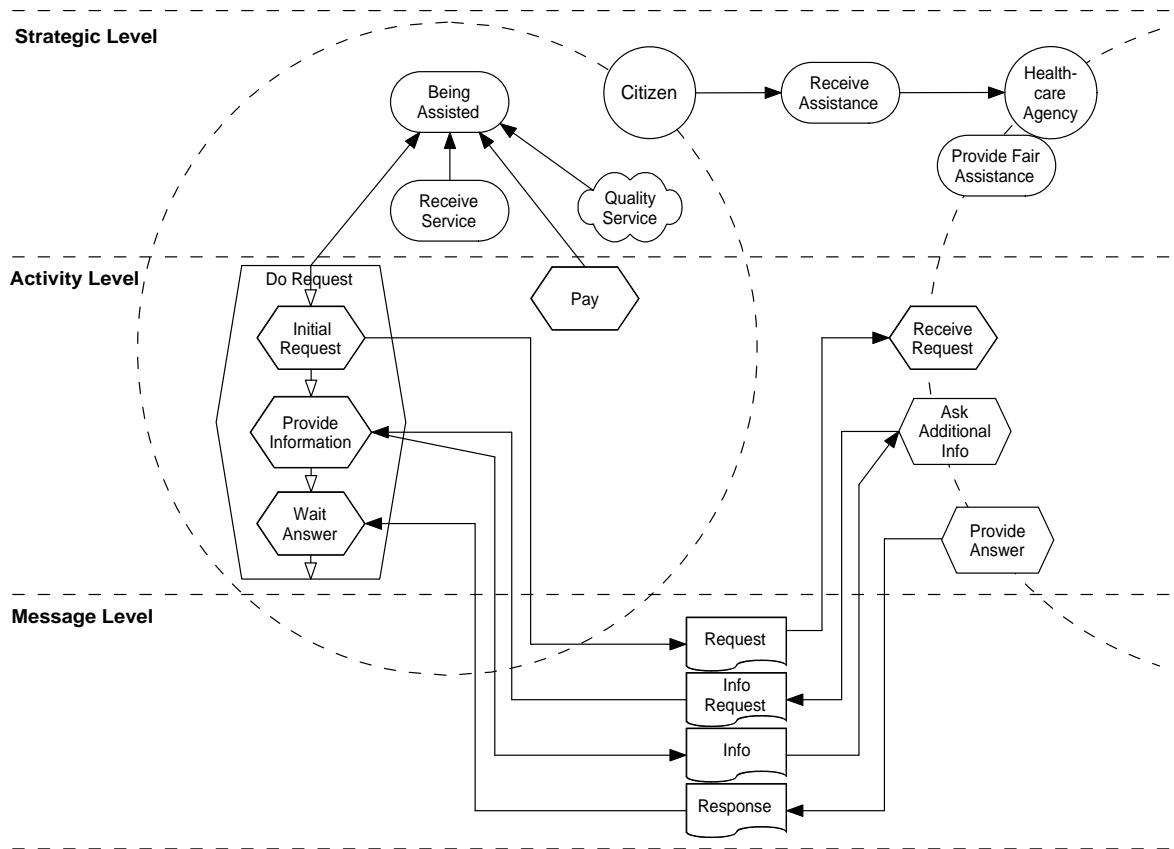 Strategic Level
Being
Assisted
Citizen
Receive
Assistance
Health-
care
Agency
Provide Fair
Assistance
Receive
Service
Quality
Service
Activity Level
Do Request
Pay
Initial
Request
Receive
Request
Provide
Information
Ask
Additional
Info
Wait
Answer
Provide
Answer
Message Level
Request
Info
Request
Info
Response